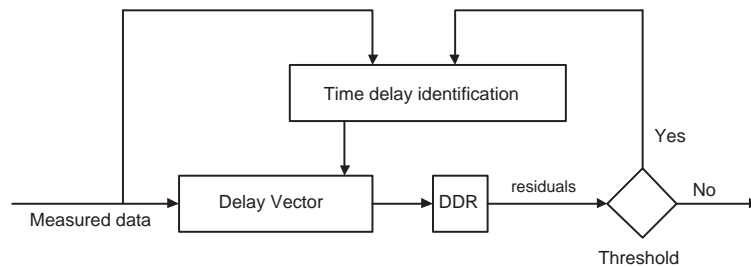 Time delay identification
Yes
Measured data
Delay Vector
DDR
residuals
No
Threshold